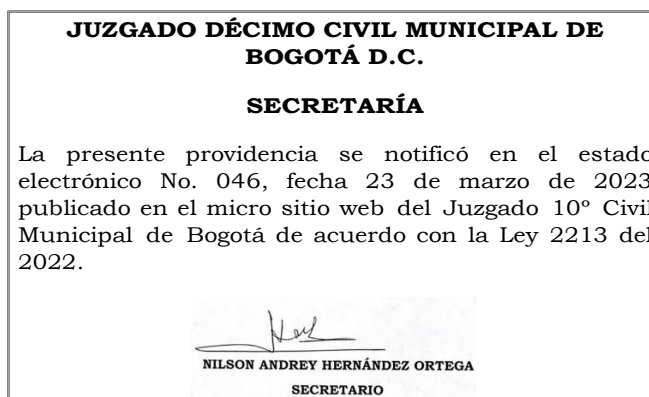 JUZGADO DÉCIMO CIVIL MUNICIPAL DE
BOGOTÁ D.C.
SECRETARÍA
La presente providencia se notificó en el estado
electrónico No. 046, fecha 23 de marzo de 2023
publicado en el micro sitio web del Juzgado 10º Civil
Municipal de Bogotá de acuerdo con la Ley 2213 del
2022.
NILSON ANDREY HERNÁNDEZ ORTEGA
SECRETARIO